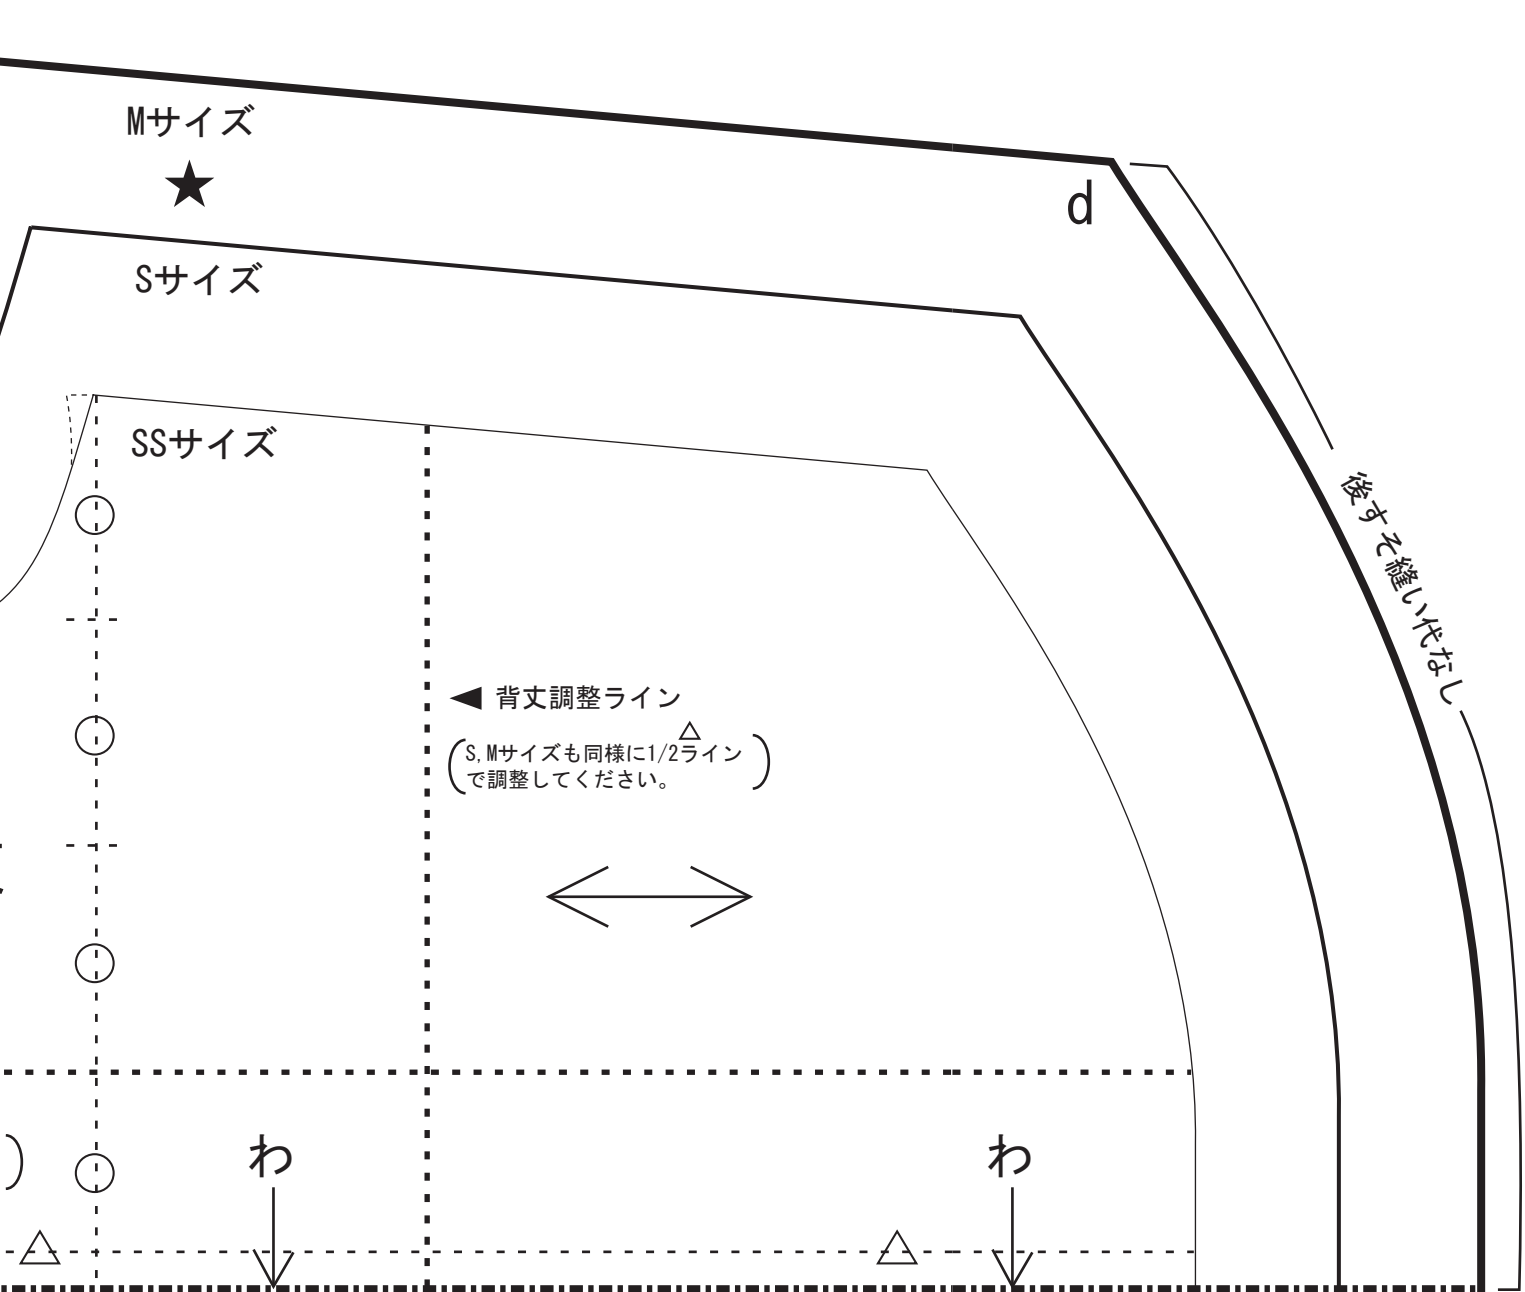 Mサイズ
★
d
Sサイズ
SSサイズ
後すそ縫い代なし
◀ 背丈調整ライン
△
(S,Mサイズも同様に1/2ライン
で調整してください。)
)
わ
わ
△
△